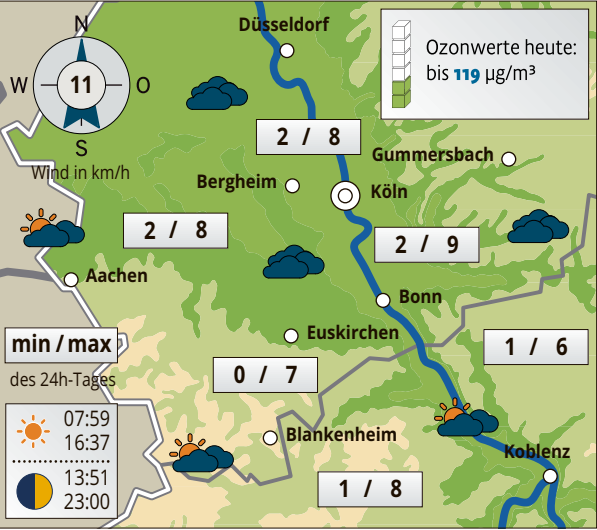 N
W
11
O
S
Wind in km/h
Düsseldorf
Ozonwerte heute:
bis 119 µg/m³
2 / 8
Gummersbach
Bergheim
Köln
2 / 8
2 / 9
Aachen
Bonn
Euskirchen
min / max
des 24h-Tages
1 / 6
0 / 7
07:59
16:37
13:51
23:00
Blankenheim
Koblenz
1 / 8